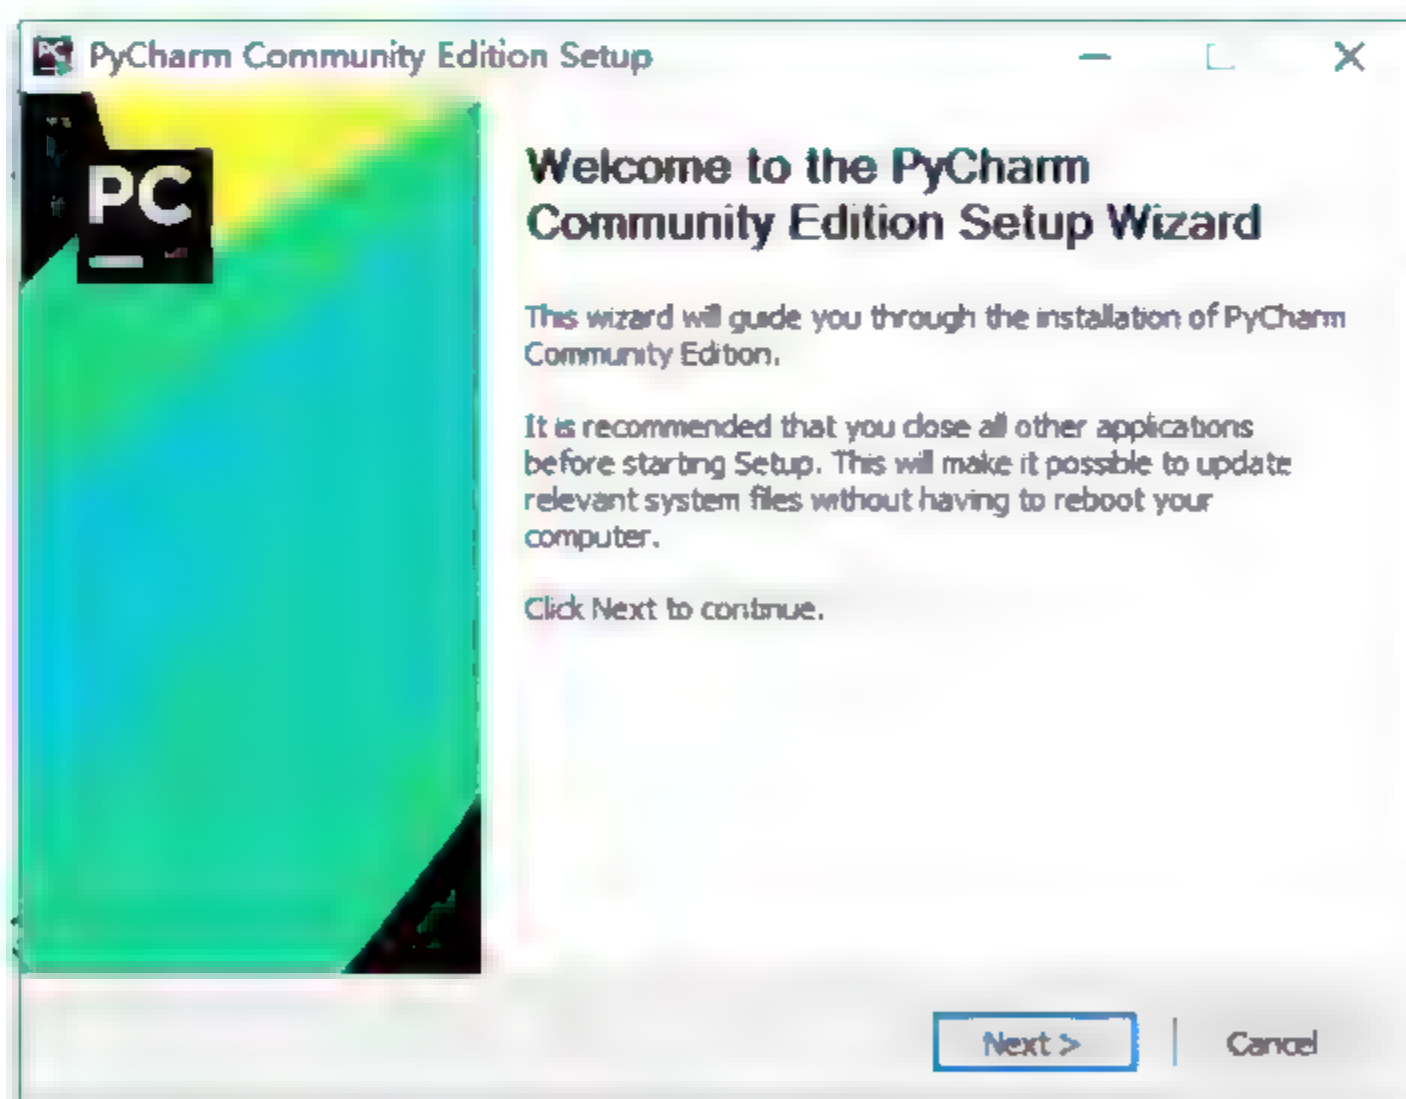 PyCharm Community Edition Setup
PC
Welcome to the PyCharm
Community Edition Setup Wizard
This wizard will guide you through the installation of PyCharm
Community Edition.
It is recommended that you close all other applications
before starting Setup. This will make it possible to update
relevant system files without having to reboot your
computer.
Click Next to continue.
Next >
Cancel